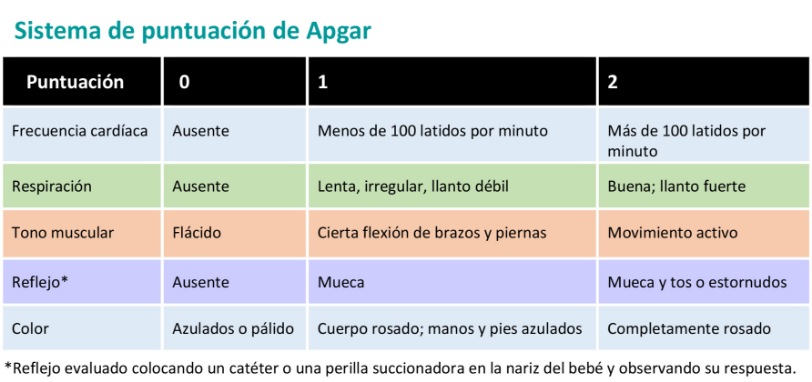 Sistema de puntuación de Apgar
Puntuación 0 1 2
Frecuencia cardíaca Ausente Menos de 100 latidos por minuto Más de 100 latidos por
minuto
Respiración Ausente Lenta, irregular, llanto débil Buena; llanto fuerte
Tono muscular Flácido Cierta flexión de brazos y piernas Movimiento activo
Reflejo* Ausente Mueca Mueca y tos o estornudos
Color Azulados o pálido Cuerpo rosado; manos y pies azulados Completamente rosado
*Reflejo evaluado colocando un catéter o una perilla succionadora en la nariz del bebé y observando su respuesta.